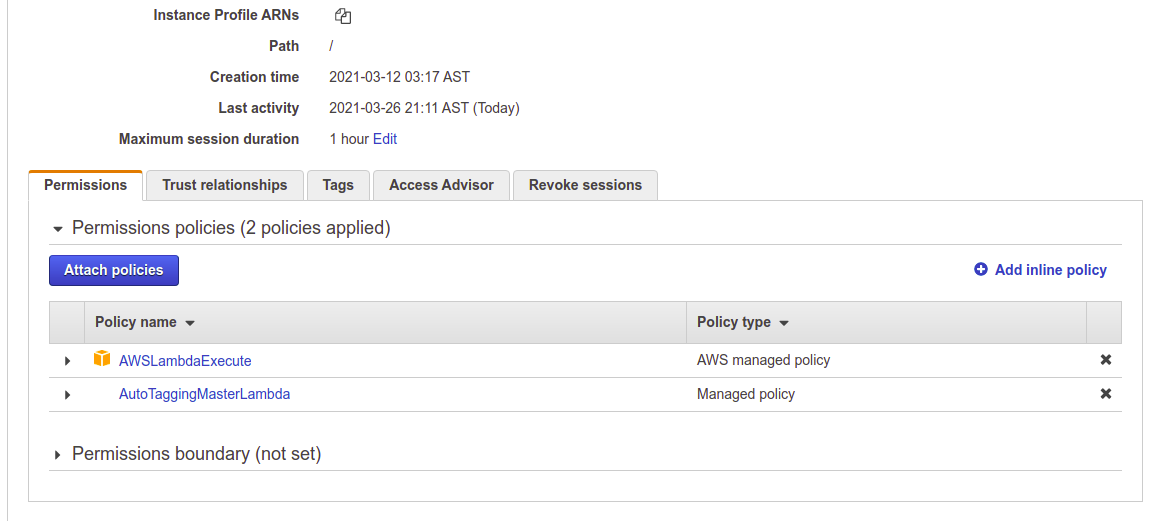 Instance Profile ARNs
Path /
Creation time 2021-03-12 03:17 AST
Last activity 2021-03-26 21:11 AST (Today)
Maximum session duration 1 hour Edit
Permissions Trust relationships Tags Access Advisor Revoke sessions
Permissions policies (2 policies applied)
Attach policies Add inline policy
Policy name Policy type
AWSLambdaExecute AWS managed policy
AutoTaggingMasterLambda Managed policy
Permissions boundary (not set)